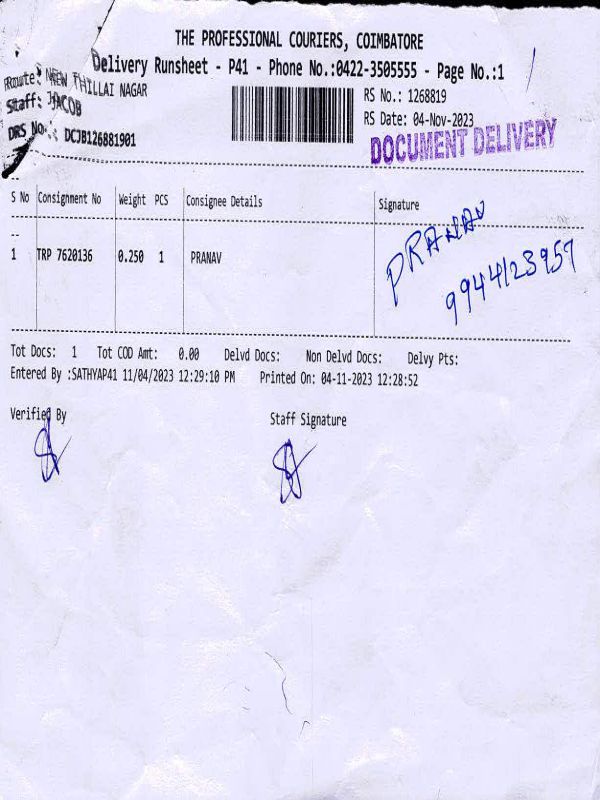 THE PROFESSIONAL COURIERS, COIMBATORE
Delivery Runsheet - P41 - Phone No.:0422-3505555 - Page No.:1
Route: NEW THILLAI NAGAR
Staff: JACOB
DRS No.: DCJB126881901
RS No.: 1268819
RS Date: 04-Nov-2023
DOCUMENT DELIVERY
S No Consignment No Weight PCS Consignee Details Signature
--
1 TRP 7620136 0.250 1 PRANAV
PRANAV
9944123957
Tot Docs: 1 Tot COD Amt: 0.00 Delvd Docs: Non Delvd Docs: Delvy Pts:
Entered By :SATHYAP41 11/04/2023 12:29:10 PM Printed On: 04-11-2023 12:28:52
Verified By Staff Signature